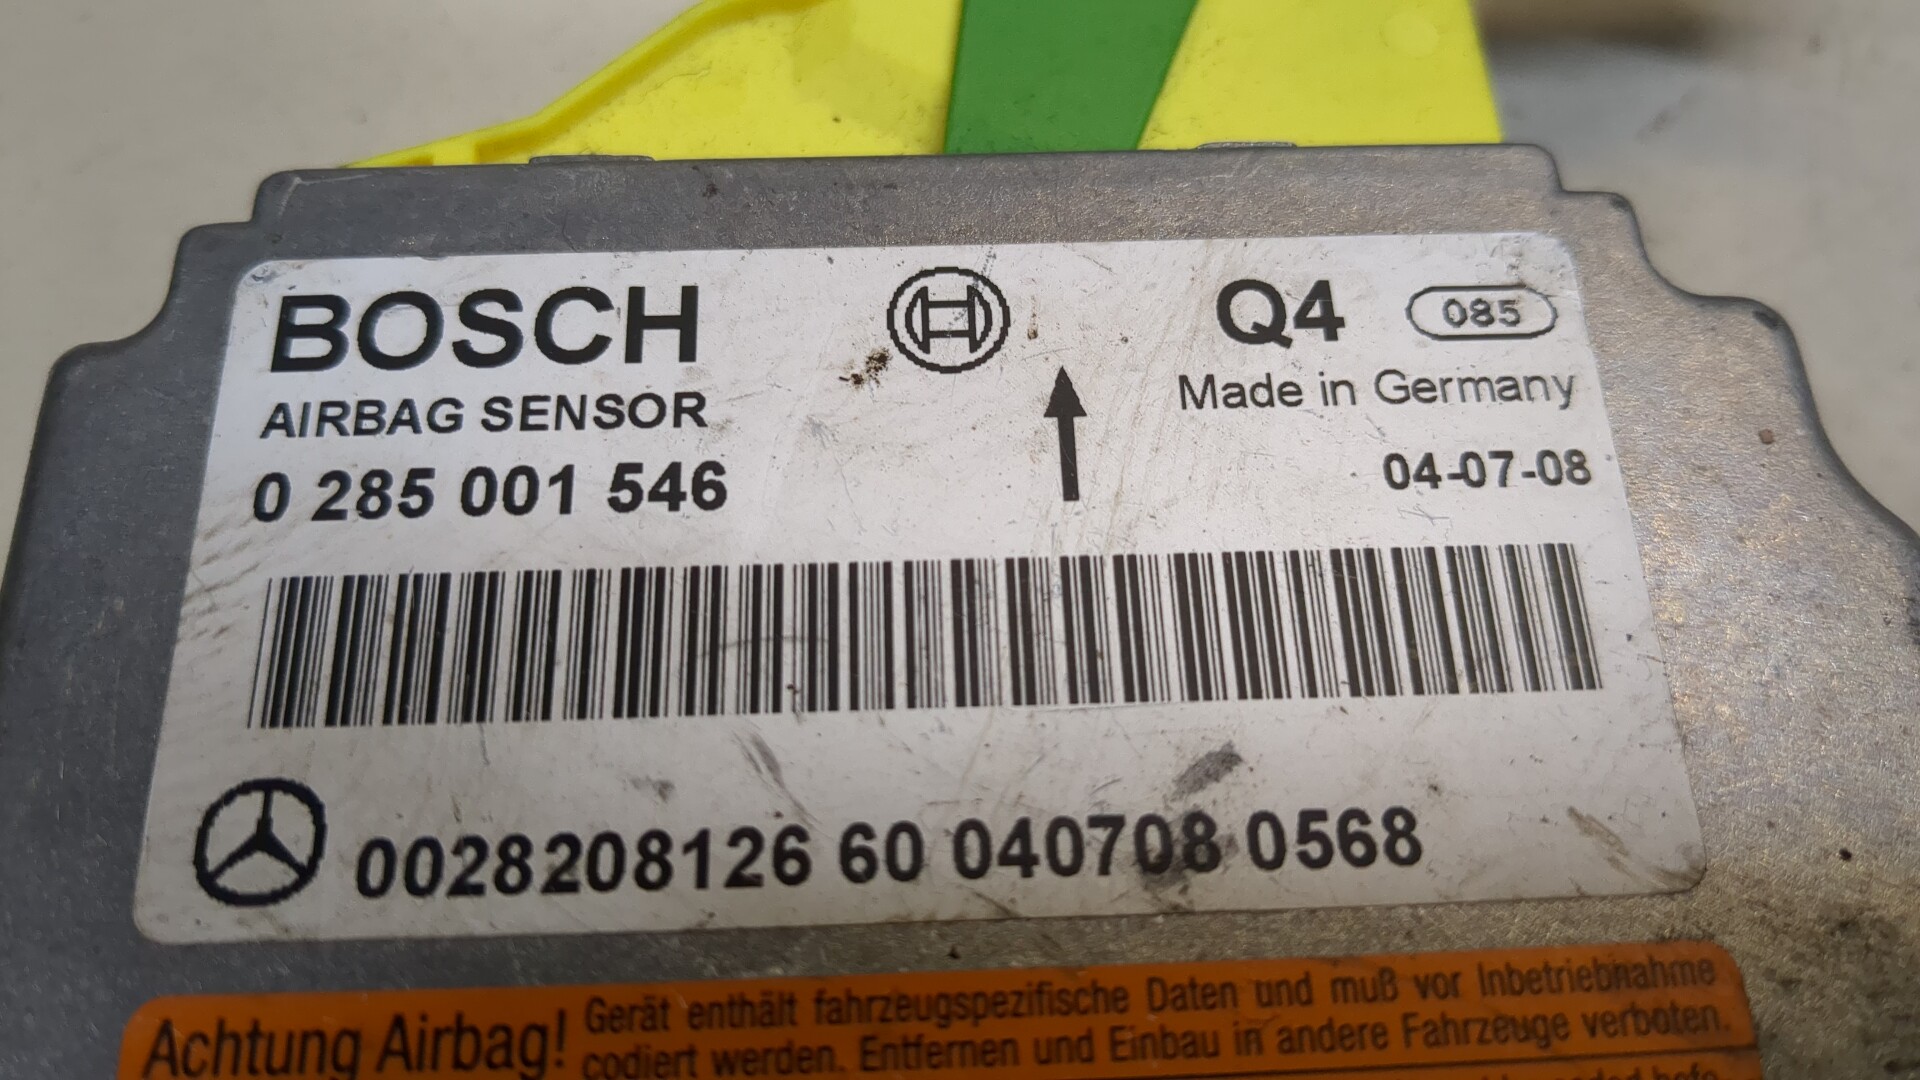 BOSCH
Q4 085
AIRBAG SENSOR
Made in Germany
0 285 001 546
04-07-08
0028208126 60 040708 0568
Achtung Airbag! Gerät enthält fahrzeugspezifische Daten und muß vor Inbetriebnahme
codiert werden. Entfernen und Einbau in andere Fahrzeuge verboten.